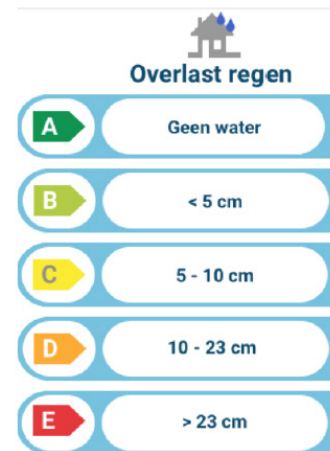 Overlast regen
A Geen water
B < 5 cm
C 5 - 10 cm
D 10 - 23 cm
E > 23 cm